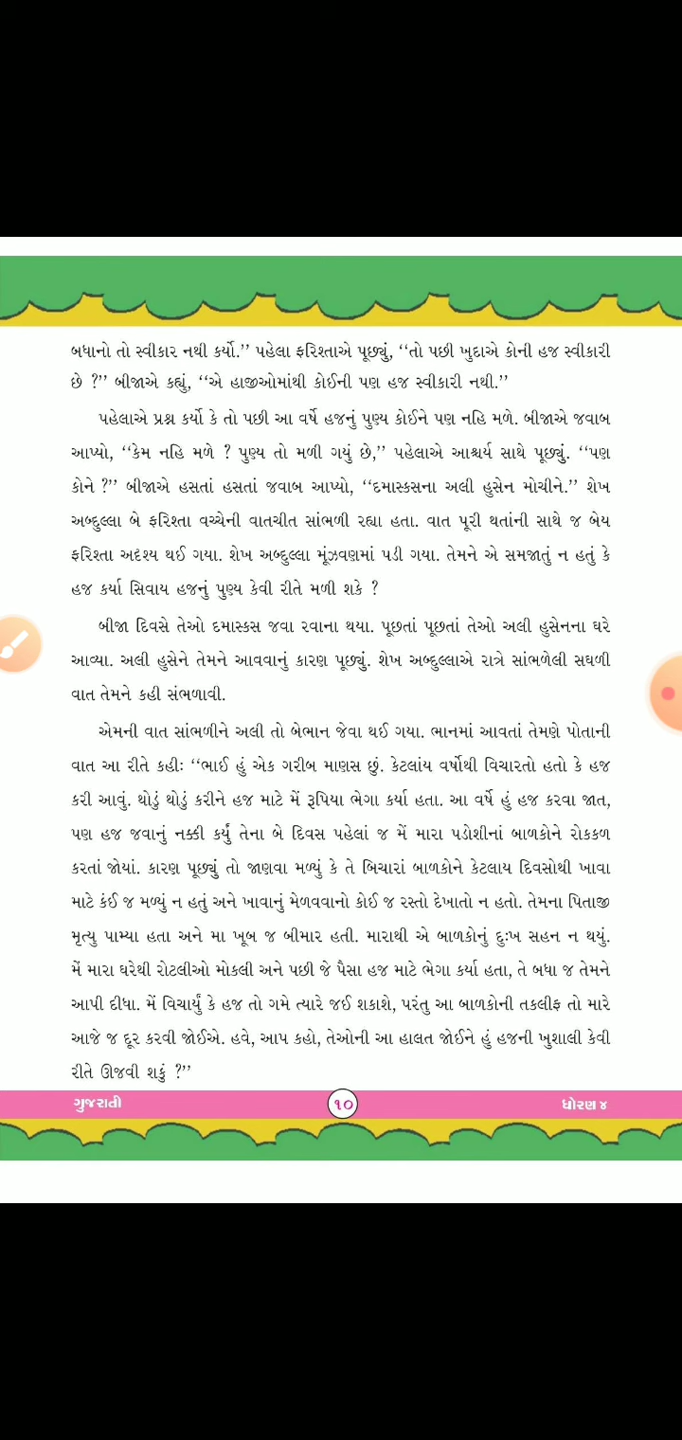 બધાનો તો સ્વીકાર નથી કર્યો.’’ પહેલા ફરિશ્તાએ પૂછ્યું, ‘‘તો પછી ખુદાએ કોની હજ સ્વીકારી
છે ?’’ બીજાએ કહ્યું, ‘‘એ હાજીઓમાંથી કોઈની પણ હજ સ્વીકારી નથી.’’
પહેલાએ પ્રશ્ન કર્યો કે તો પછી આ વર્ષે હજનું પુણ્ય કોઈને પણ નહિ મળે. બીજાએ જવાબ
આપ્યો, ‘‘કેમ નહિ મળે ? પુણ્ય તો મળી ગયું છે,’’ પહેલાએ આશ્ચર્ય સાથે પૂછ્યું. ‘‘પણ
કોને ?’’ બીજાએ હસતાં હસતાં જવાબ આપ્યો, ‘‘દમાસ્કસના અલી હુસેન મોચીને.’’ શેખ
અબ્દુલ્લા બે ફરિશ્તા વચ્ચેની વાતચીત સાંભળી રહ્યા હતા. વાત પૂરી થતાંની સાથે જ બેય
ફરિશ્તા અદૃશ્ય થઈ ગયા. શેખ અબ્દુલ્લા મૂંઝવણમાં પડી ગયા. તેમને એ સમજાતું ન હતું કે
હજ કર્યા સિવાય હજનું પુણ્ય કેવી રીતે મળી શકે ?
બીજા દિવસે તેઓ દમાસ્કસ જવા રવાના થયા. પૂછતાં પૂછતાં તેઓ અલી હુસેનના ઘરે
આવ્યા. અલી હુસેને તેમને આવવાનું કારણ પૂછ્યું. શેખ અબ્દુલ્લાએ રાત્રે સાંભળેલી સઘળી
વાત તેમને કહી સંભળાવી.
એમની વાત સાંભળીને અલી તો બેભાન જેવા થઈ ગયા. ભાનમાં આવતાં તેમણે પોતાની
વાત આ રીતે કહીઃ ‘‘ભાઈ હું એક ગરીબ માણસ છું. કેટલાંય વર્ષોથી વિચારતો હતો કે હજ
કરી આવું. થોડું થોડું કરીને હજ માટે મેં રૂપિયા ભેગા કર્યા હતા. આ વર્ષે હું હજ કરવા જાત,
પણ હજ જવાનું નક્કી કર્યું તેના બે દિવસ પહેલાં જ મેં મારા પડોશીનાં બાળકોને રોકકળ
કરતાં જોયાં. કારણ પૂછ્યું તો જાણવા મળ્યું કે તે બિચારાં બાળકોને કેટલાય દિવસોથી ખાવા
માટે કંઈ જ મળ્યું ન હતું અને ખાવાનું મેળવવાનો કોઈ જ રસ્તો દેખાતો ન હતો. તેમના પિતાજી
મૃત્યુ પામ્યા હતા અને મા ખૂબ જ બીમાર હતી. મારાથી એ બાળકોનું દુઃખ સહન ન થયું.
મેં મારા ઘરેથી રોટલીઓ મોકલી અને પછી જે પૈસા હજ માટે ભેગા કર્યા હતા, તે બધા જ તેમને
આપી દીધા. મેં વિચાર્યું કે હજ તો ગમે ત્યારે જઈ શકાશે, પરંતુ આ બાળકોની તકલીફ તો મારે
આજે જ દૂર કરવી જોઈએ. હવે, આપ કહો, તેઓની આ હાલત જોઈને હું હજની ખુશાલી કેવી
રીતે ઊજવી શકું ?’’
ગુજરાતી ૧૦ ધોરણ ૪